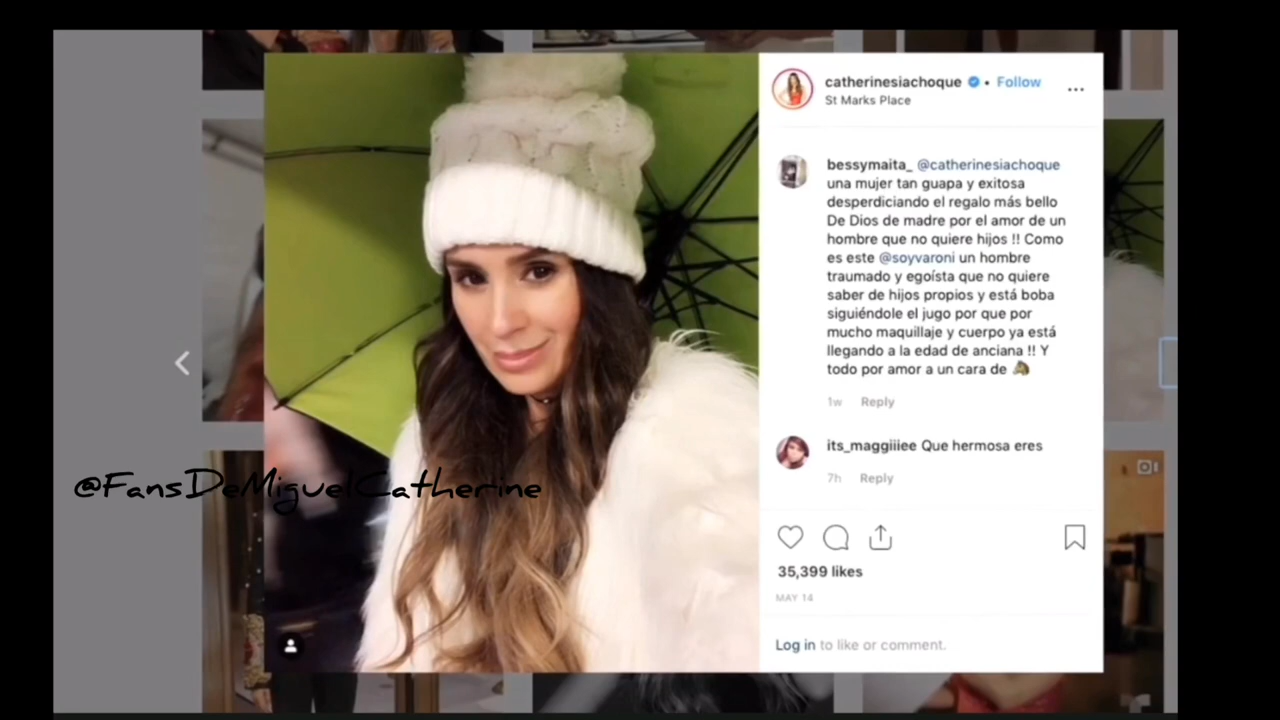 catherinesiachoque • Follow
St Marks Place
bessymaita_ @catherinesiachoque
una mujer tan guapa y exitosa
desperdiciando el regalo más bello
De Dios de madre por el amor de un
hombre que no quiere hijos !! Como
es este @soyvaroni un hombre
traumado y egoísta que no quiere
saber de hijos propios y está boba
siguiéndole el jugo por que por
mucho maquillaje y cuerpo ya está
llegando a la edad de anciana !! Y
todo por amor a un cara de 🐴
1w Reply
its_maggiiiee Que hermosa eres
7h Reply
@FansDeMiguelCatherine
35,399 likes
MAY 14
Log in to like or comment.